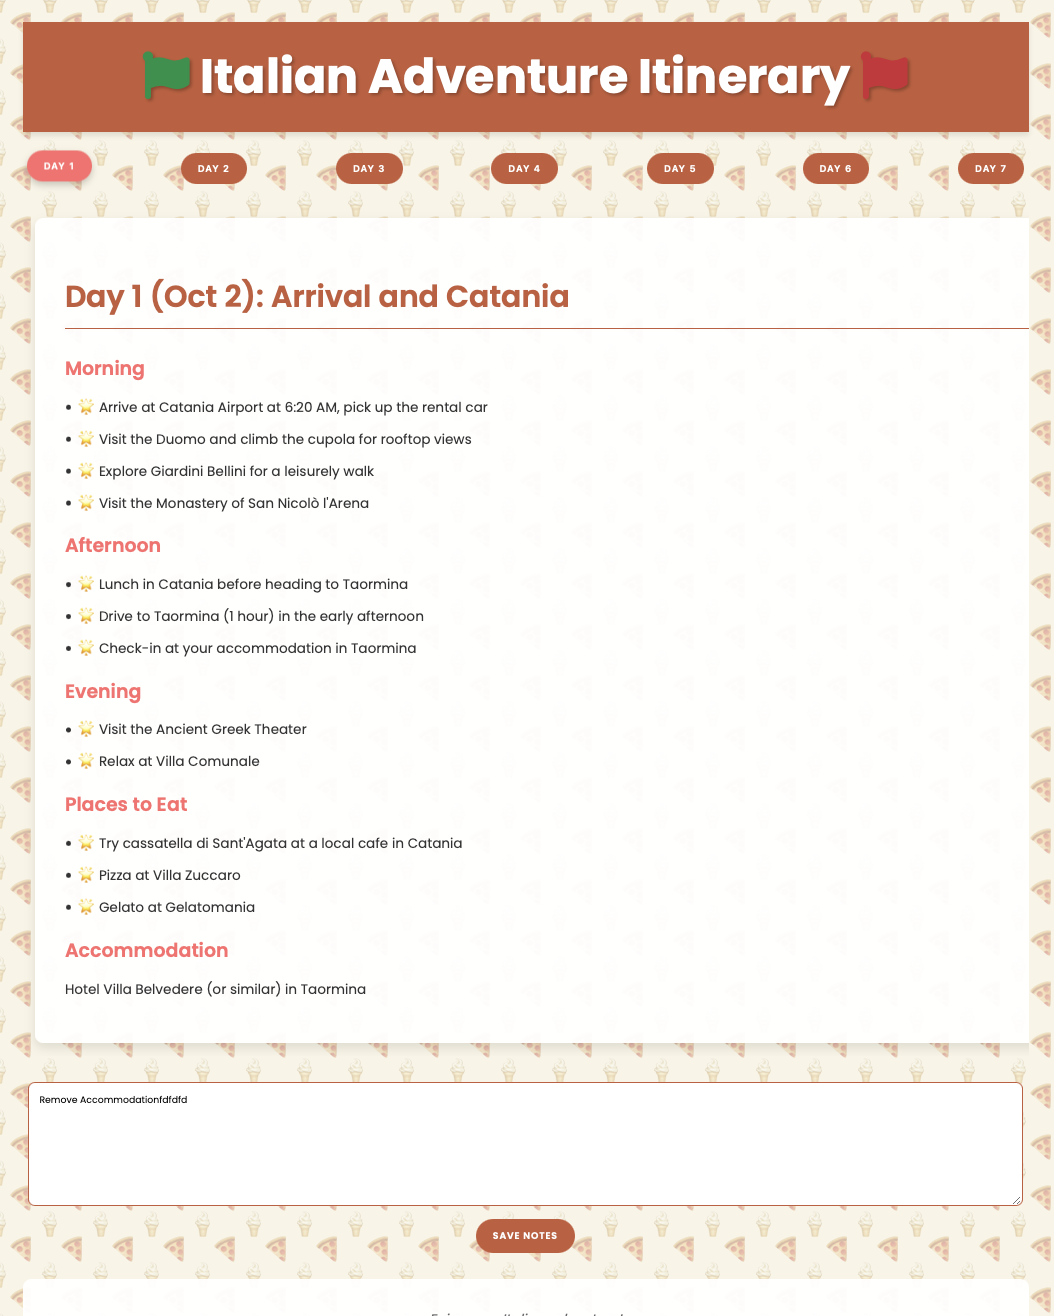 Italian Adventure Itinerary
DAY 1 DAY 2 DAY 3 DAY 4 DAY 5 DAY 6 DAY 7
Day 1 (Oct 2): Arrival and Catania
Morning
Arrive at Catania Airport at 6:20 AM, pick up the rental car
Visit the Duomo and climb the cupola for rooftop views
Explore Giardini Bellini for a leisurely walk
Visit the Monastery of San Nicolò l'Arena
Afternoon
Lunch in Catania before heading to Taormina
Drive to Taormina (1 hour) in the early afternoon
Check-in at your accommodation in Taormina
Evening
Visit the Ancient Greek Theater
Relax at Villa Comunale
Places to Eat
Try cassatella di Sant'Agata at a local cafe in Catania
Pizza at Villa Zuccaro
Gelato at Gelatomania
Accommodation
Hotel Villa Belvedere (or similar) in Taormina
Remove Accommodationfdfdfd
SAVE NOTES